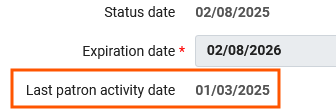 Status date 02/08/2025
Expiration date * 02/08/2026
Last patron activity date 01/03/2025